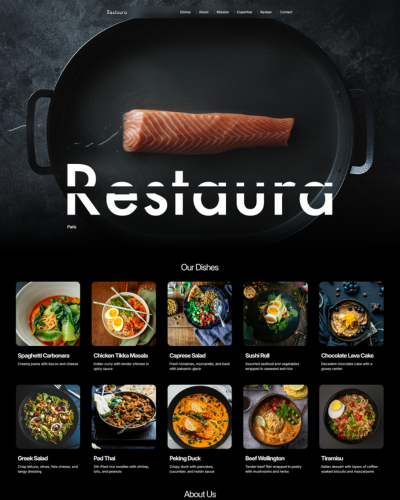 Restaura
Dishes About Mission Expertise Review Contact
Restaura
Paris
Our Dishes
Spaghetti Carbonara
Creamy pasta with bacon and cheese
Chicken Tikka Masala
Indian curry with tender chicken in
spicy sauce
Caprese Salad
Fresh tomatoes, mozzarella, and basil
with balsamic glaze
Sushi Roll
Assorted seafood and vegetables
wrapped in seaweed and rice
Chocolate Lava Cake
Decadent chocolate cake with a
gooey center
Greek Salad
Crisp lettuce, olives, feta cheese, and
tangy dressing
Pad Thai
Stir-fried rice noodles with shrimp,
tofu, and peanuts
Peking Duck
Crispy duck with pancakes,
cucumber, and hoisin sauce
Beef Wellington
Tender beef filet wrapped in pastry
with mushrooms and herbs
Tiramisu
Italian dessert with layers of coffee-
soaked biscuits and mascarpone
About Us